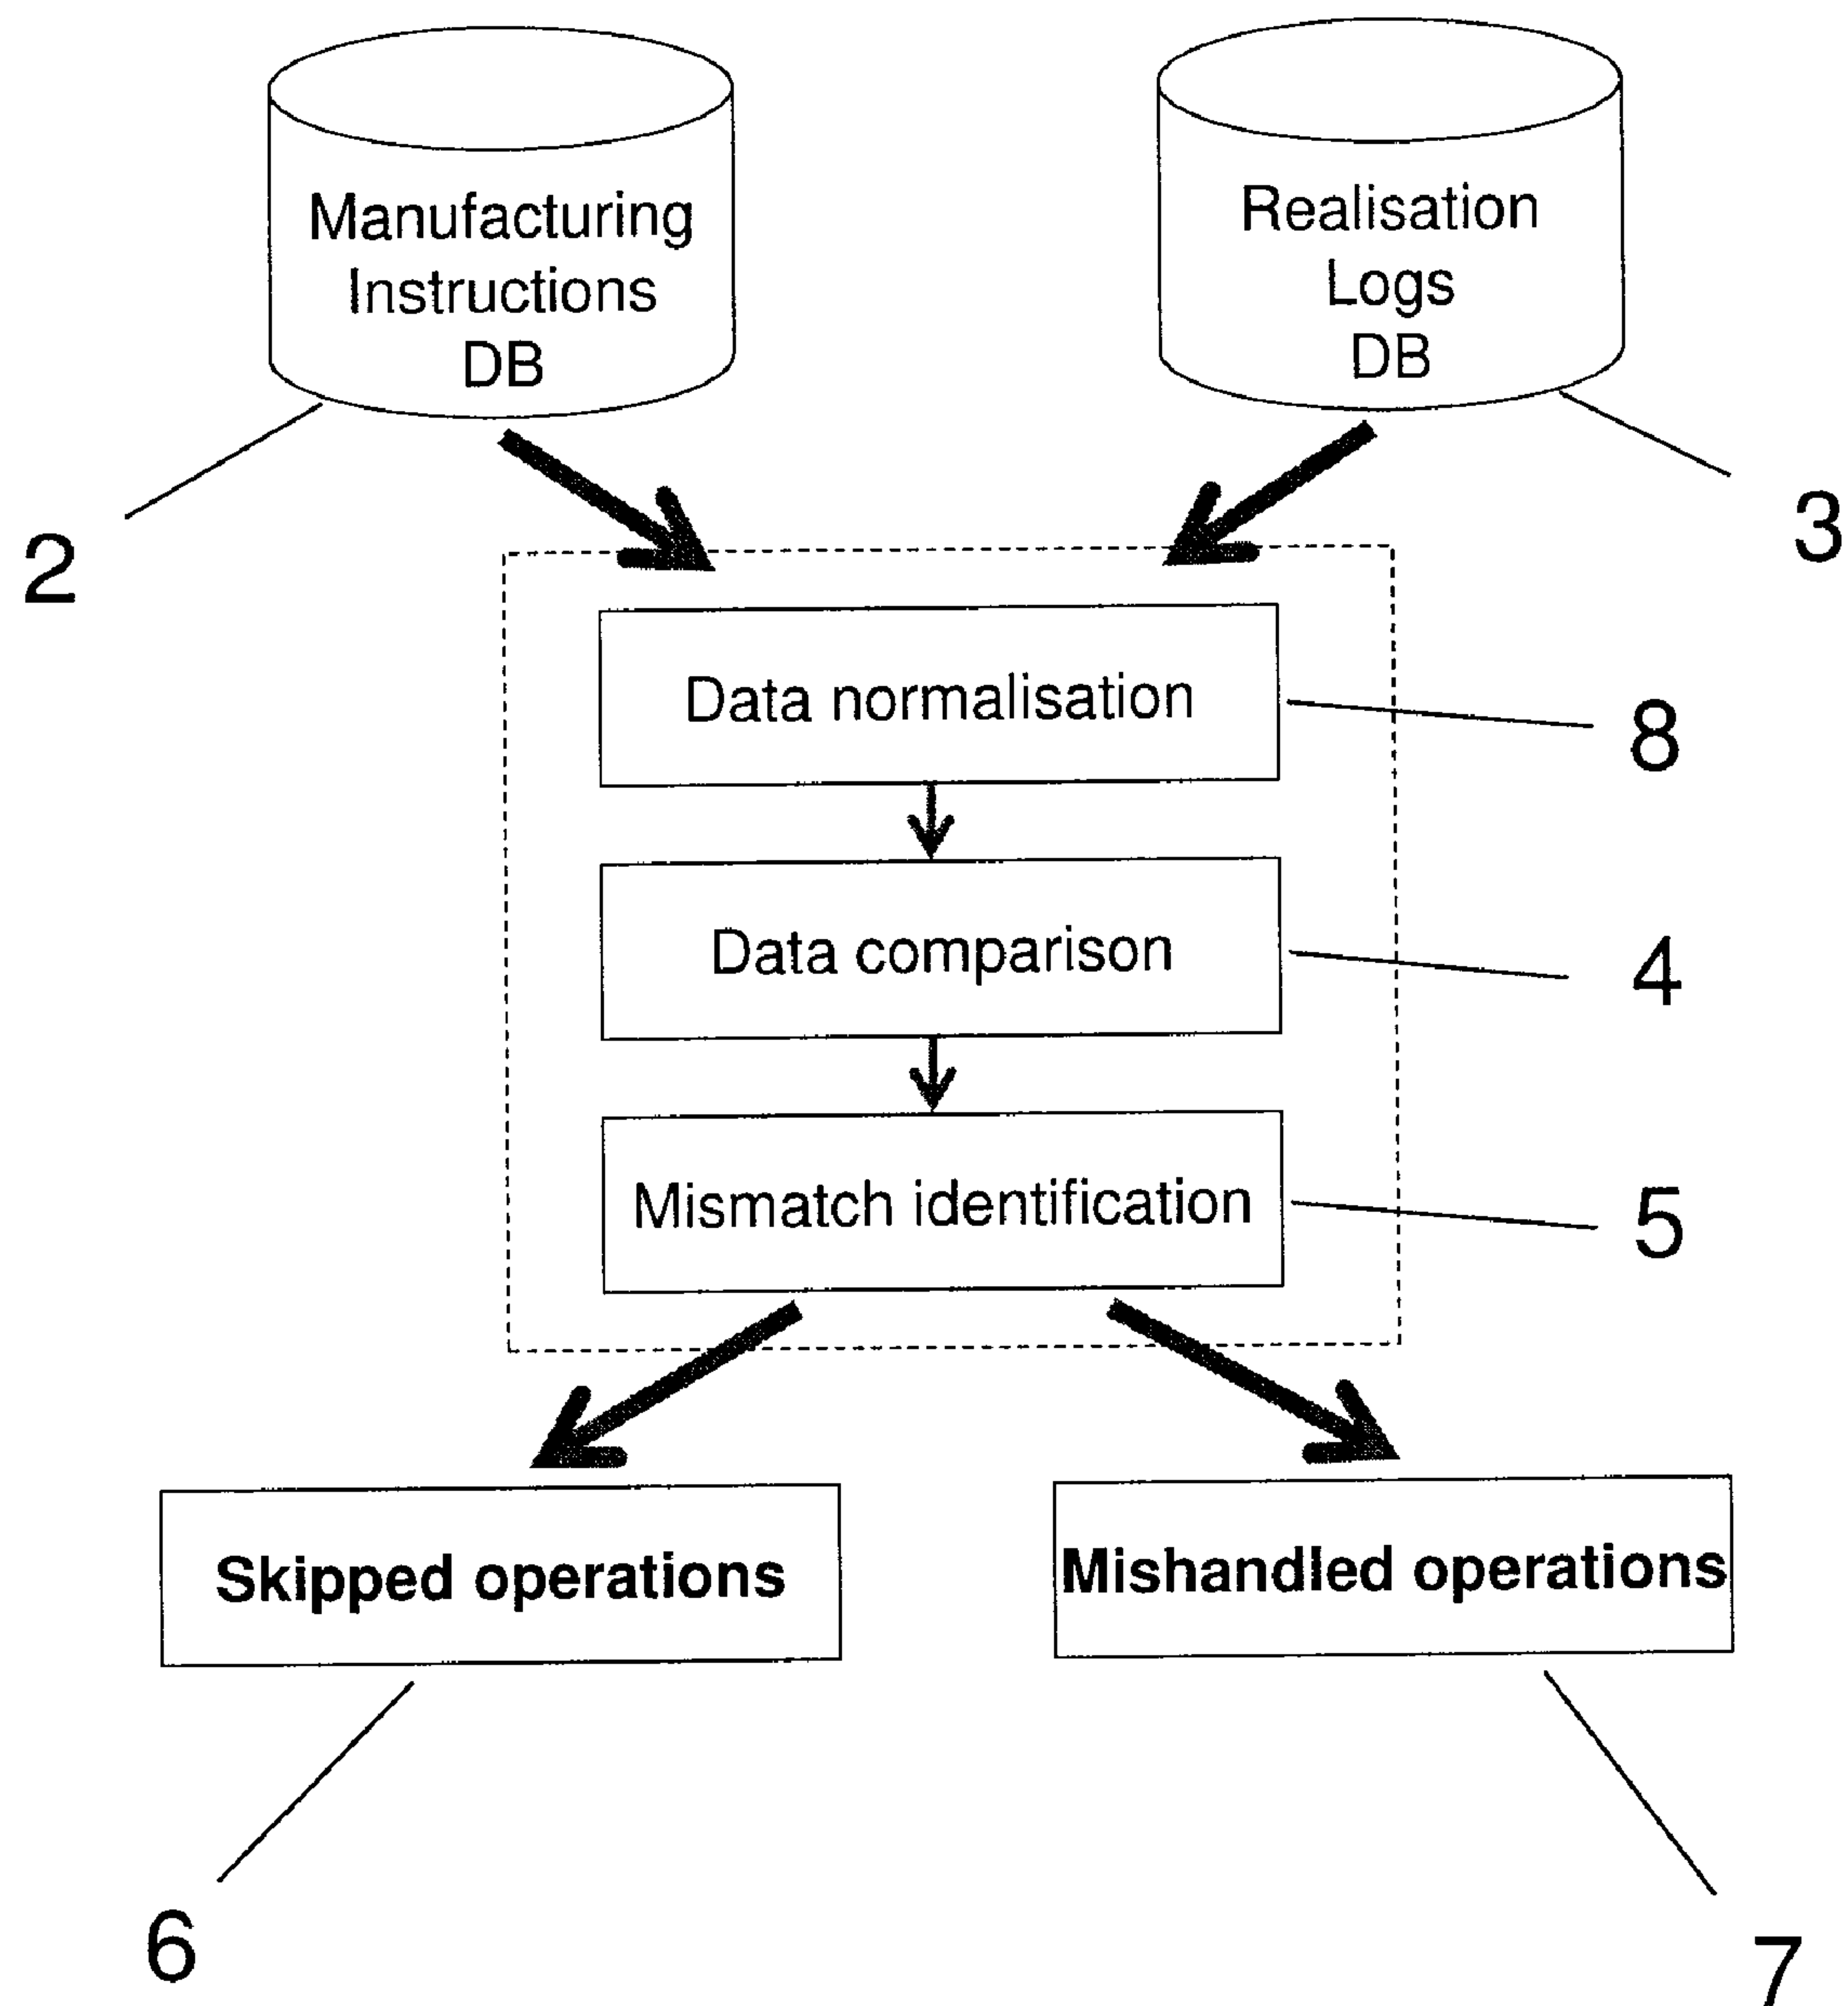 Manufacturing
Instructions
DB
Realisation
Logs
DB
2
3
Data normalisation
8
Data comparison
4
Mismatch identification
5
Skipped operations
Mishandled operations
6
7